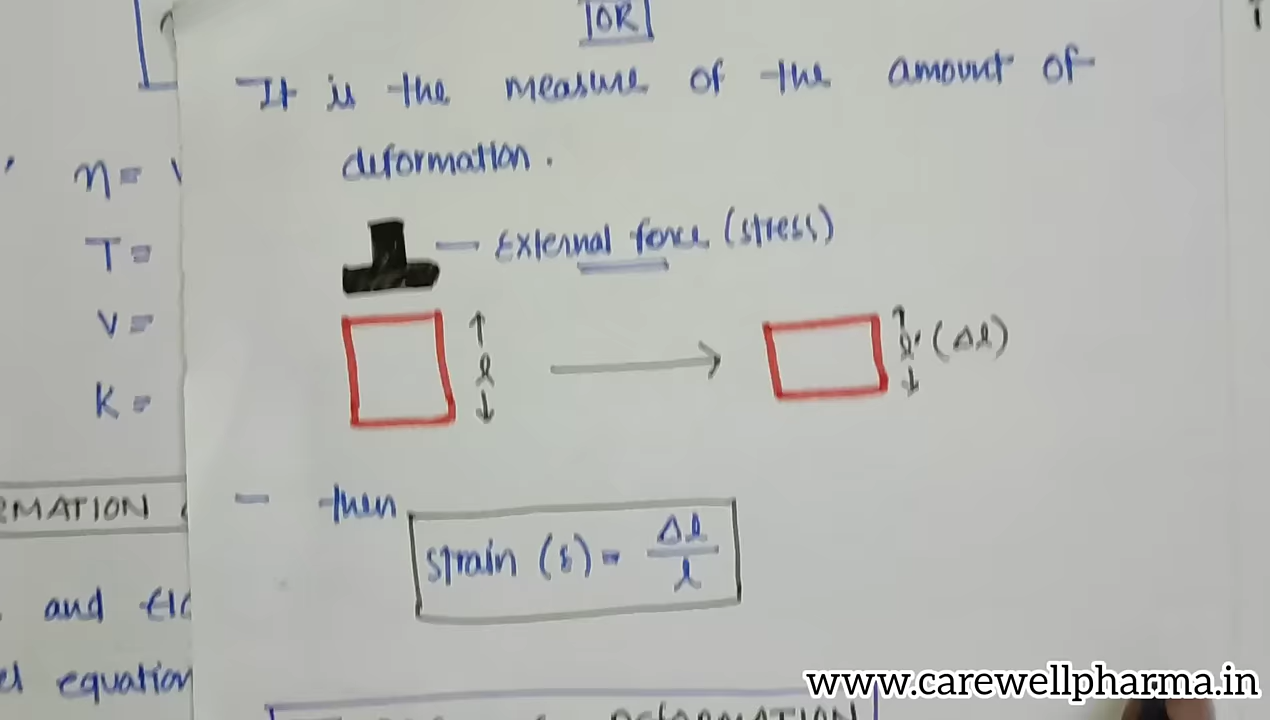 OR
It is the measure of the amount of
deformation.
η =
T =
V =
K =
— External force (stress)
l
l' (Δl)
RMATION
— then
strain (s) = Δl / l
and
equation
DEFORMATION
www.carewellpharma.in